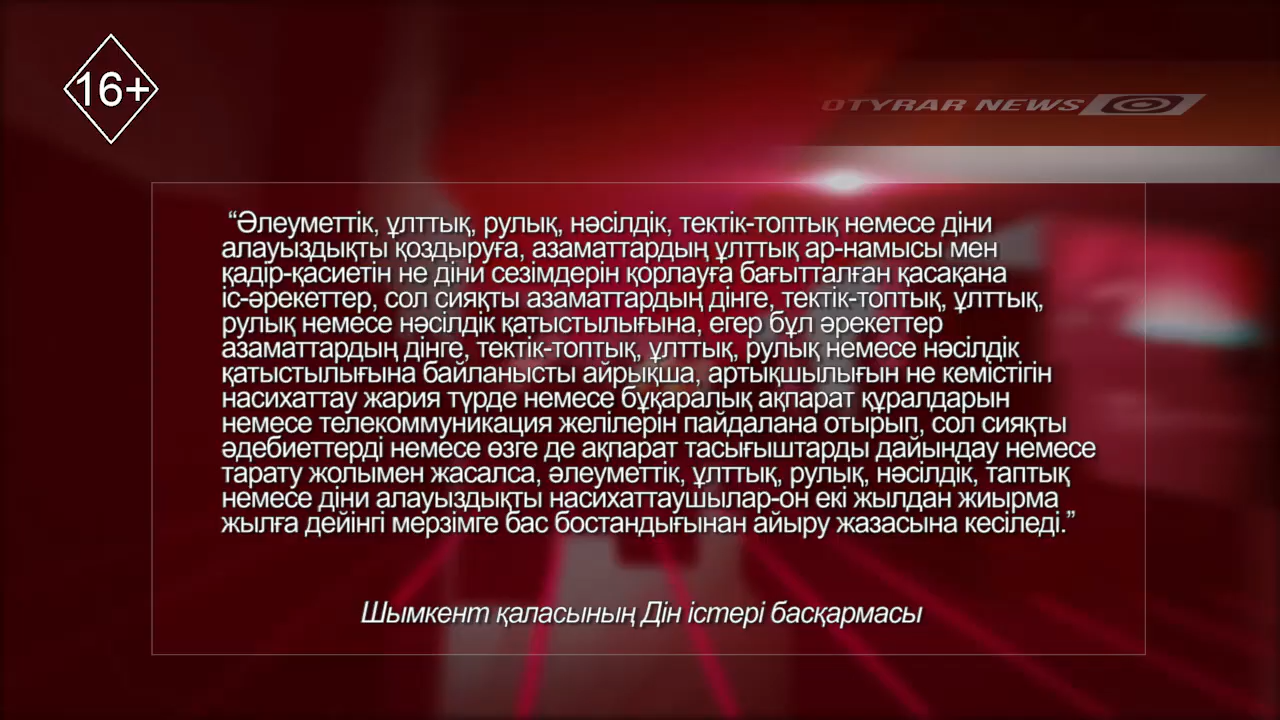 16+
OTYRAR NEWS
“Әлеуметтік, ұлттық, рулық, нәсілдік, тектік-топтық немесе діни
алауыздықты қоздыруға, азаматтардың ұлттық ар-намысы мен
қадір-қасиетін не діни сезімдерін қорлауға бағытталған қасақана
іс-әрекеттер, сол сияқты азаматтардың дінге, тектік-топтық, ұлттық,
рулық немесе нәсілдік қатыстылығына, егер бұл әрекеттер
азаматтардың дінге, тектік-топтық, ұлттық, рулық немесе нәсілдік
қатыстылығына байланысты айрықша, артықшылығын не кемістігін
насихаттау жария түрде немесе бұқаралық ақпарат құралдарын
немесе телекоммуникация желілерін пайдалана отырып, сол сияқты
әдебиеттерді немесе өзге де ақпарат тасығыштарды дайындау немесе
тарату жолымен жасалса, әлеуметтік, ұлттық, рулық, нәсілдік, таптық
немесе діни алауыздықты насихаттаушылар-он екі жылдан жиырма
жылға дейінгі мерзімге бас бостандығынан айыру жазасына кесіледі.”
Шымкент қаласының Дін істері басқармасы